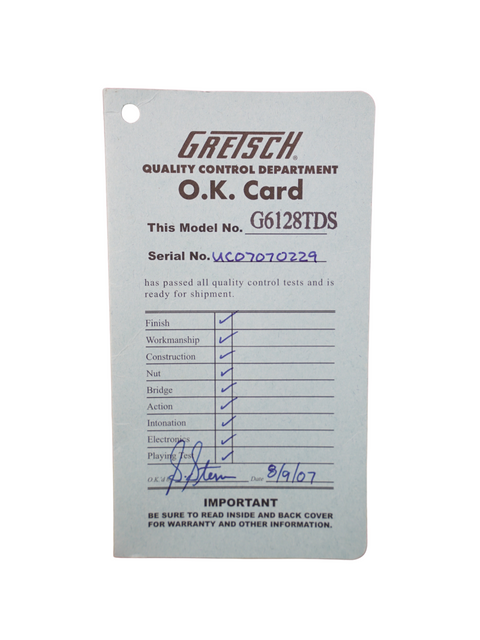 GRETSCH®
QUALITY CONTROL DEPARTMENT
O.K. Card
This Model No. G6128TDS
Serial No. UC07070229
has passed all quality control tests and is
ready for shipment.
Finish ✓
Workmanship ✓
Construction ✓
Nut ✓
Bridge ✓
Action ✓
Intonation ✓
Electronics ✓
Playing Test ✓
O.K.'d S. Stern Date 8/9/07
IMPORTANT
BE SURE TO READ INSIDE AND BACK COVER
FOR WARRANTY AND OTHER INFORMATION.